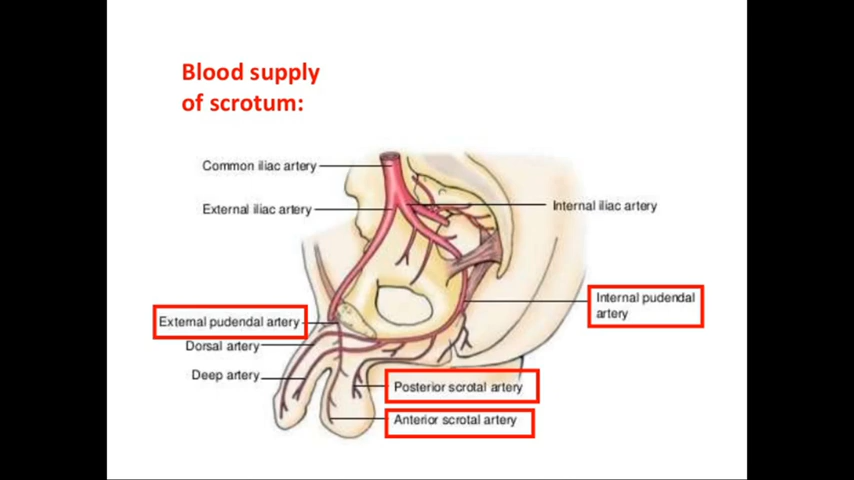 Blood supply
of scrotum:
Common iliac artery
External iliac artery
Internal iliac artery
Internal pudendal
artery
External pudendal artery
Dorsal artery
Deep artery
Posterior scrotal artery
Anterior scrotal artery